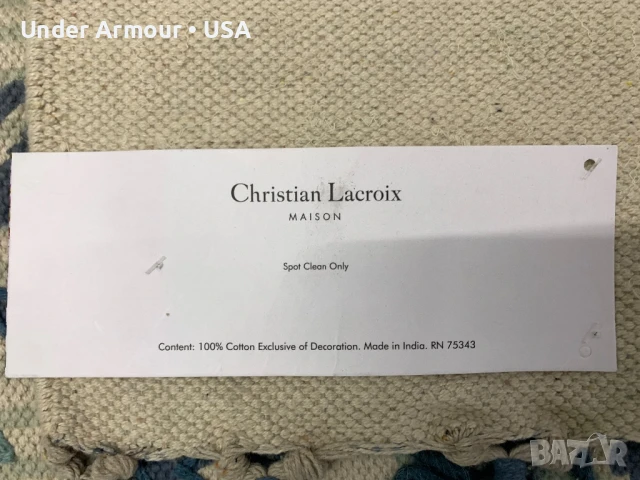 Under Armour • USA
Christian Lacroix
MAISON
Spot Clean Only
Content: 100% Cotton Exclusive of Decoration. Made in India. RN 75343
BAZAR